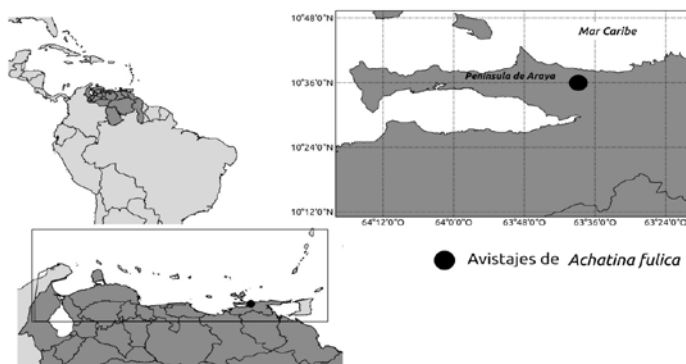 10°48'0"N
Mar Caribe
Península de Araya
10°36'0"N
10°24'0"N
10°12'0"N
64°12'0"O
64°0'0"O
63°48'0"O
63°36'0"O
63°24'0"O
Avistajes de Achatina fulica